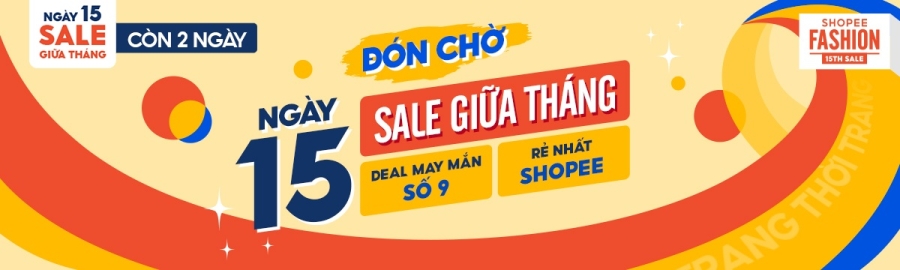 NGÀY 15
SALE
GIỮA THÁNG
CÒN 2 NGÀY
ĐÓN CHỜ
NGÀY
15
SALE GIỮA THÁNG
DEAL MAY MẮN
SỐ 9
RẺ NHẤT
SHOPEE
SHOPEE
FASHION
15TH SALE
TRANG THỜI TRANG